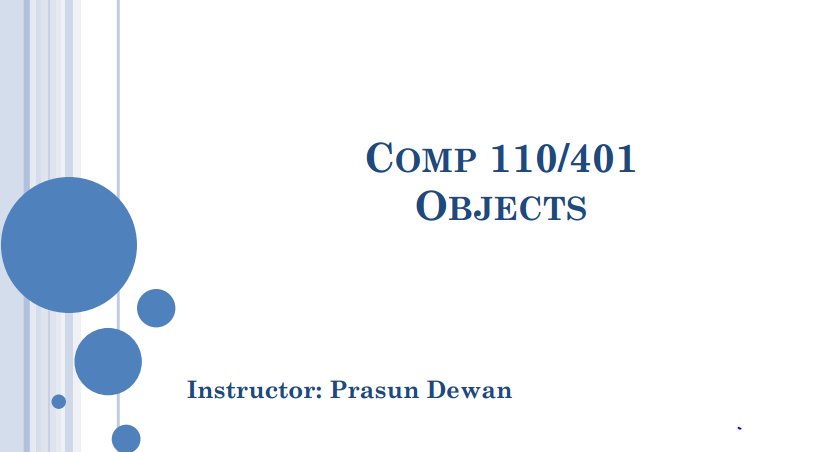 Comp 110/401
Objects
Instructor: Prasun Dewan